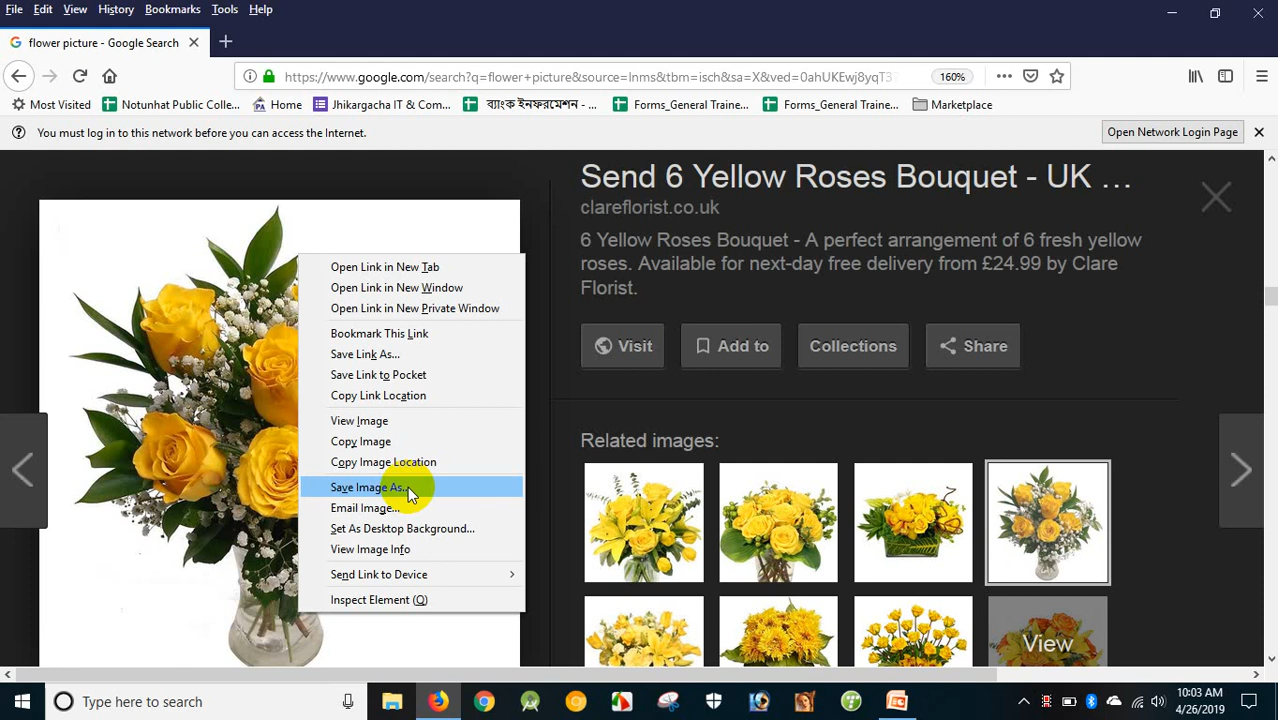 File Edit View History Bookmarks Tools Help
flower picture - Google Search
https://www.google.com/search?q=flower+picture&source=lnms&tbm=isch&sa=X&ved=0ahUKEwj8yqT3 160%
Most Visited Notunhat Public Colle... Home Jhikargacha IT & Com... ব্যাংক ইনফরমেশন - ... Forms_General Traine... Forms_General Traine... Marketplace
You must log in to this network before you can access the Internet. Open Network Login Page
Send 6 Yellow Roses Bouquet - UK ...
clareflorist.co.uk
6 Yellow Roses Bouquet - A perfect arrangement of 6 fresh yellow
roses. Available for next-day free delivery from £24.99 by Clare
Florist.
Visit Add to Collections Share
Related images:
View
Open Link in New Tab
Open Link in New Window
Open Link in New Private Window
Bookmark This Link
Save Link As...
Save Link to Pocket
Copy Link Location
View Image
Copy Image
Copy Image Location
Save Image As...
Email Image...
Set As Desktop Background...
View Image Info
Send Link to Device
Inspect Element (Q)
Type here to search
10:03 AM
4/26/2019